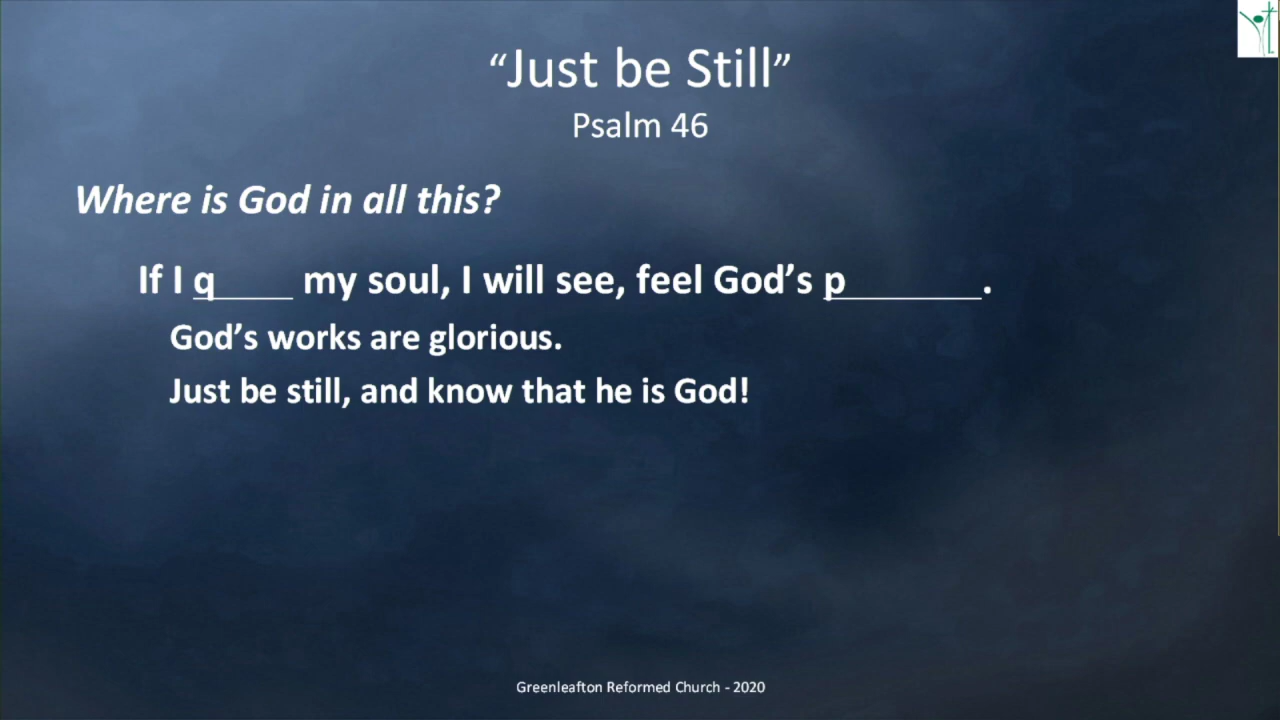 “Just be Still”
Psalm 46
Where is God in all this?
If I q____ my soul, I will see, feel God’s p_______.
God’s works are glorious.
Just be still, and know that he is God!
Greenleafton Reformed Church - 2020